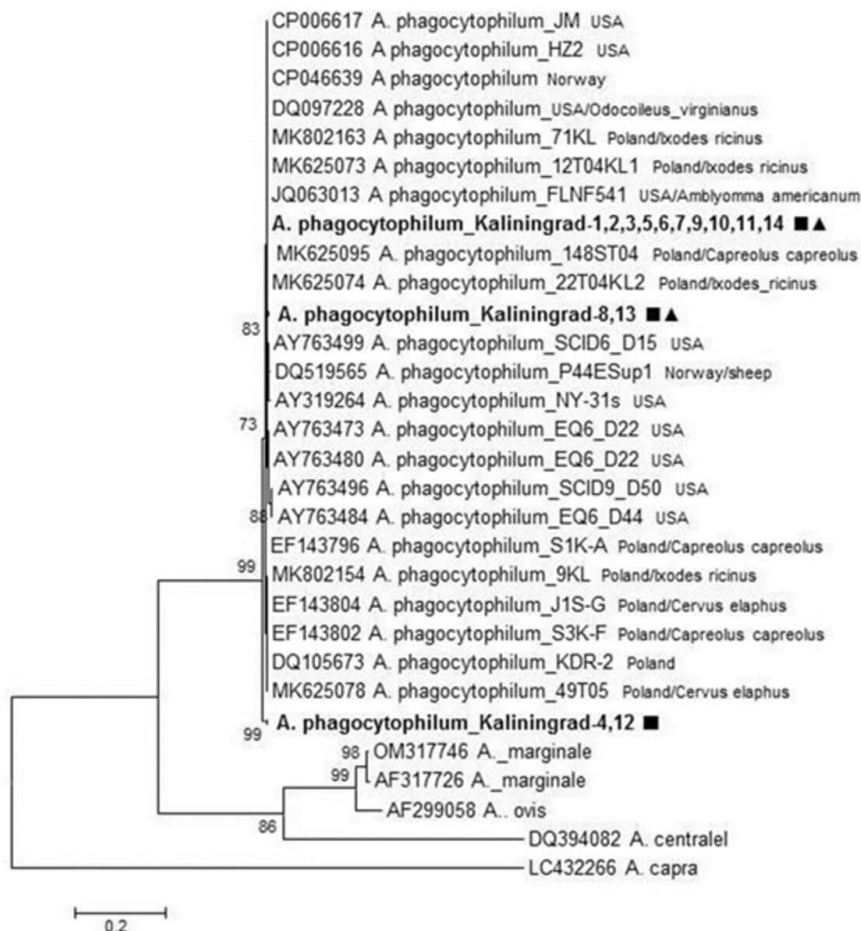 CP006617 A. phagocytophilum_JM USA
CP006616 A. phagocytophilum_HZ2 USA
CP046639 A phagocytophilum Norway
DQ097228 A phagocytophilum_USA/Odocoileus_virginianus
MK802163 A phagocytophilum_71KL Poland/Ixodes ricinus
MK625073 A phagocytophilum_12T04KL1 Poland/Ixodes ricinus
JQ063013 A phagocytophilum_FLNF541 USA/Amblyomma americanum
A. phagocytophilum_Kaliningrad-1,2,3,5,6,7,9,10,11,14 ■▲
MK625095 A. phagocytophilum_148ST04 Poland/Capreolus capreolus
MK625074 A. phagocytophilum_22T04KL2 Poland/Ixodes_ricinus
A. phagocytophilum_Kaliningrad-8,13 ■▲
83
AY763499 A. phagocytophilum_SCID6_D15 USA
DQ519565 A. phagocytophilum_P44ESup1 Norway/sheep
AY319264 A. phagocytophilum_NY-31s USA
73
AY763473 A. phagocytophilum_EQ6_D22 USA
AY763480 A. phagocytophilum_EQ6_D22 USA
AY763496 A. phagocytophilum_SCID9_D50 USA
88
AY763484 A. phagocytophilum_EQ6_D44 USA
EF143796 A. phagocytophilum_S1K-A Poland/Capreolus capreolus
99
MK802154 A. phagocytophilum_9KL Poland/Ixodes ricinus
EF143804 A. phagocytophilum_J1S-G Poland/Cervus elaphus
EF143802 A. phagocytophilum_S3K-F Poland/Capreolus capreolus
DQ105673 A. phagocytophilum_KDR-2 Poland
MK625078 A. phagocytophilum_49T05 Poland/Cervus elaphus
A. phagocytophilum_Kaliningrad-4,12 ■
99
98 OM317746 A._marginale
99
AF317726 A._marginale
AF299058 A.. ovis
86
DQ394082 A. centralel
LC432266 A. capra
0.2